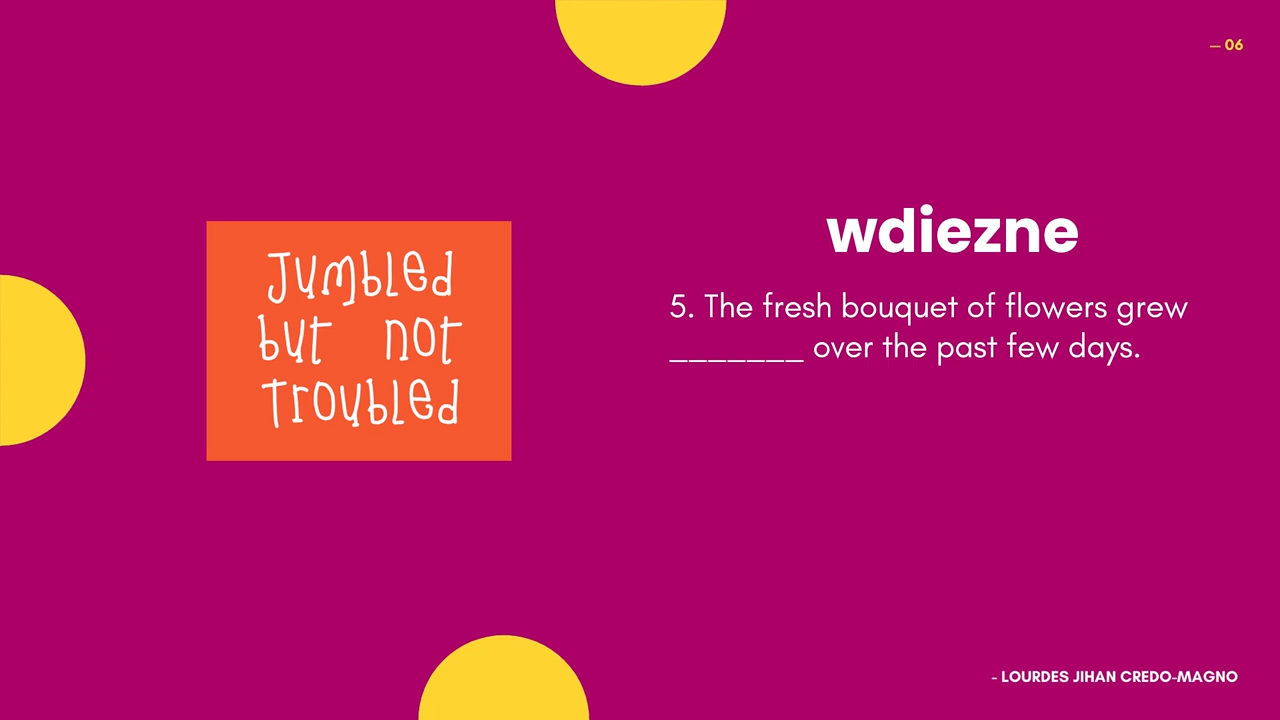 — 06
Jumbled
but not
Troubled
wdiezne
5. The fresh bouquet of flowers grew
_______ over the past few days.
- LOURDES JIHAN CREDO-MAGNO